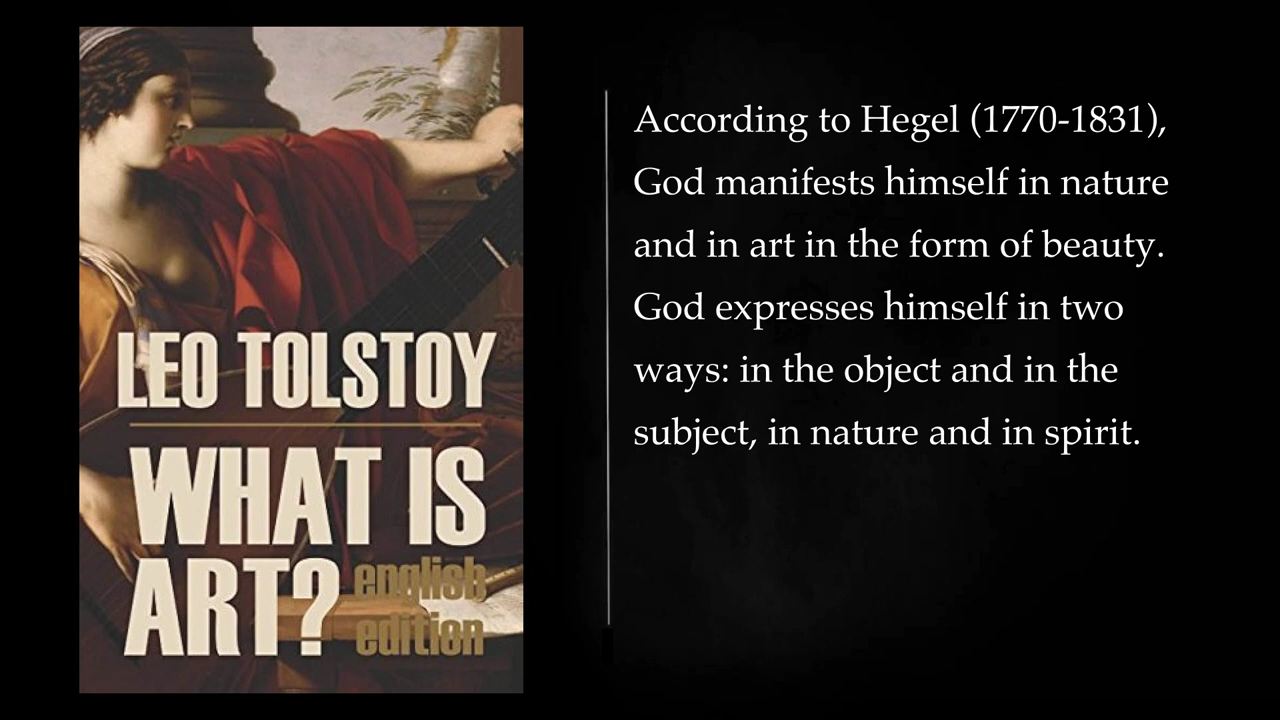 LEO TOLSTOY
WHAT IS
ART?
english
edition
According to Hegel (1770-1831),
God manifests himself in nature
and in art in the form of beauty.
God expresses himself in two
ways: in the object and in the
subject, in nature and in spirit.